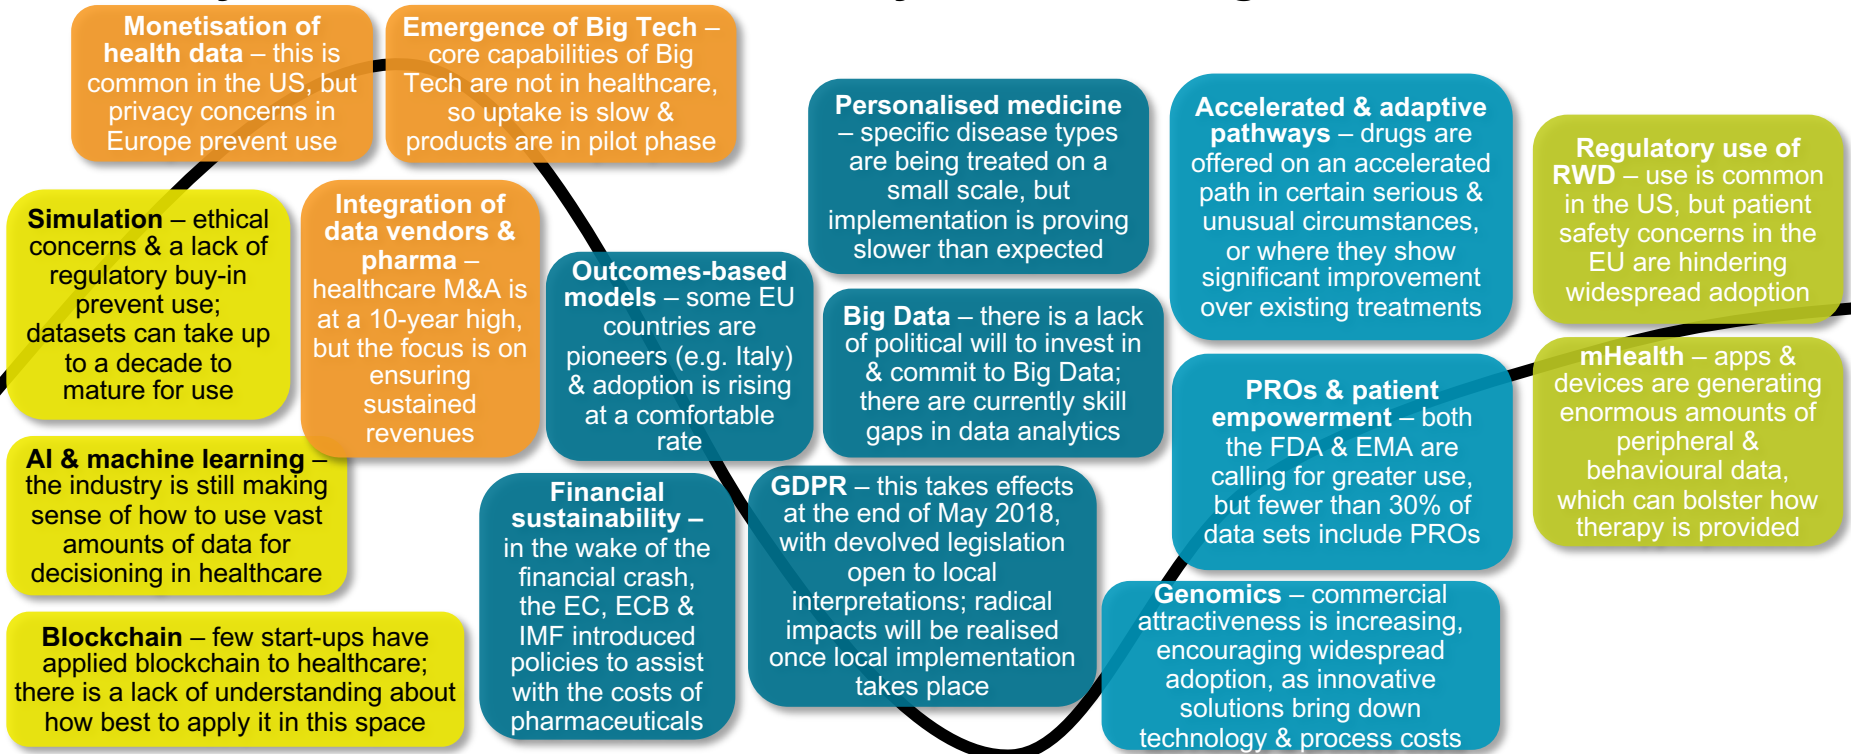 Monetisation of
health data – this is
common in the US, but
privacy concerns in
Europe prevent use
Emergence of Big Tech –
core capabilities of Big
Tech are not in healthcare,
so uptake is slow &
products are in pilot phase
Simulation – ethical
concerns & a lack of
regulatory buy-in
prevent use;
datasets can take up
to a decade to
mature for use
Integration of
data vendors &
pharma –
healthcare M&A is
at a 10-year high,
but the focus is on
ensuring
sustained
revenues
AI & machine learning –
the industry is still making
sense of how to use vast
amounts of data for
decisioning in healthcare
Blockchain – few start-ups have
applied blockchain to healthcare;
there is a lack of understanding about
how best to apply it in this space
Outcomes-based
models – some EU
countries are
pioneers (e.g. Italy)
& adoption is rising
at a comfortable
rate
Financial
sustainability –
in the wake of the
financial crash,
the EC, ECB &
IMF introduced
policies to assist
with the costs of
pharmaceuticals
Personalised medicine
– specific disease types
are being treated on a
small scale, but
implementation is proving
slower than expected
Big Data – there is a lack
of political will to invest in
& commit to Big Data;
there are currently skill
gaps in data analytics
GDPR – this takes effects
at the end of May 2018,
with devolved legislation
open to local
interpretations; radical
impacts will be realised
once local implementation
takes place
Accelerated & adaptive
pathways – drugs are
offered on an accelerated
path in certain serious &
unusual circumstances,
or where they show
significant improvement
over existing treatments
PROs & patient
empowerment – both
the FDA & EMA are
calling for greater use,
but fewer than 30% of
data sets include PROs
Genomics – commercial
attractiveness is increasing,
encouraging widespread
adoption, as innovative
solutions bring down
technology & process costs
Regulatory use of
RWD – use is common
in the US, but patient
safety concerns in the
EU are hindering
widespread adoption
mHealth – apps &
devices are generating
enormous amounts of
peripheral &
behavioural data,
which can bolster how
therapy is provided